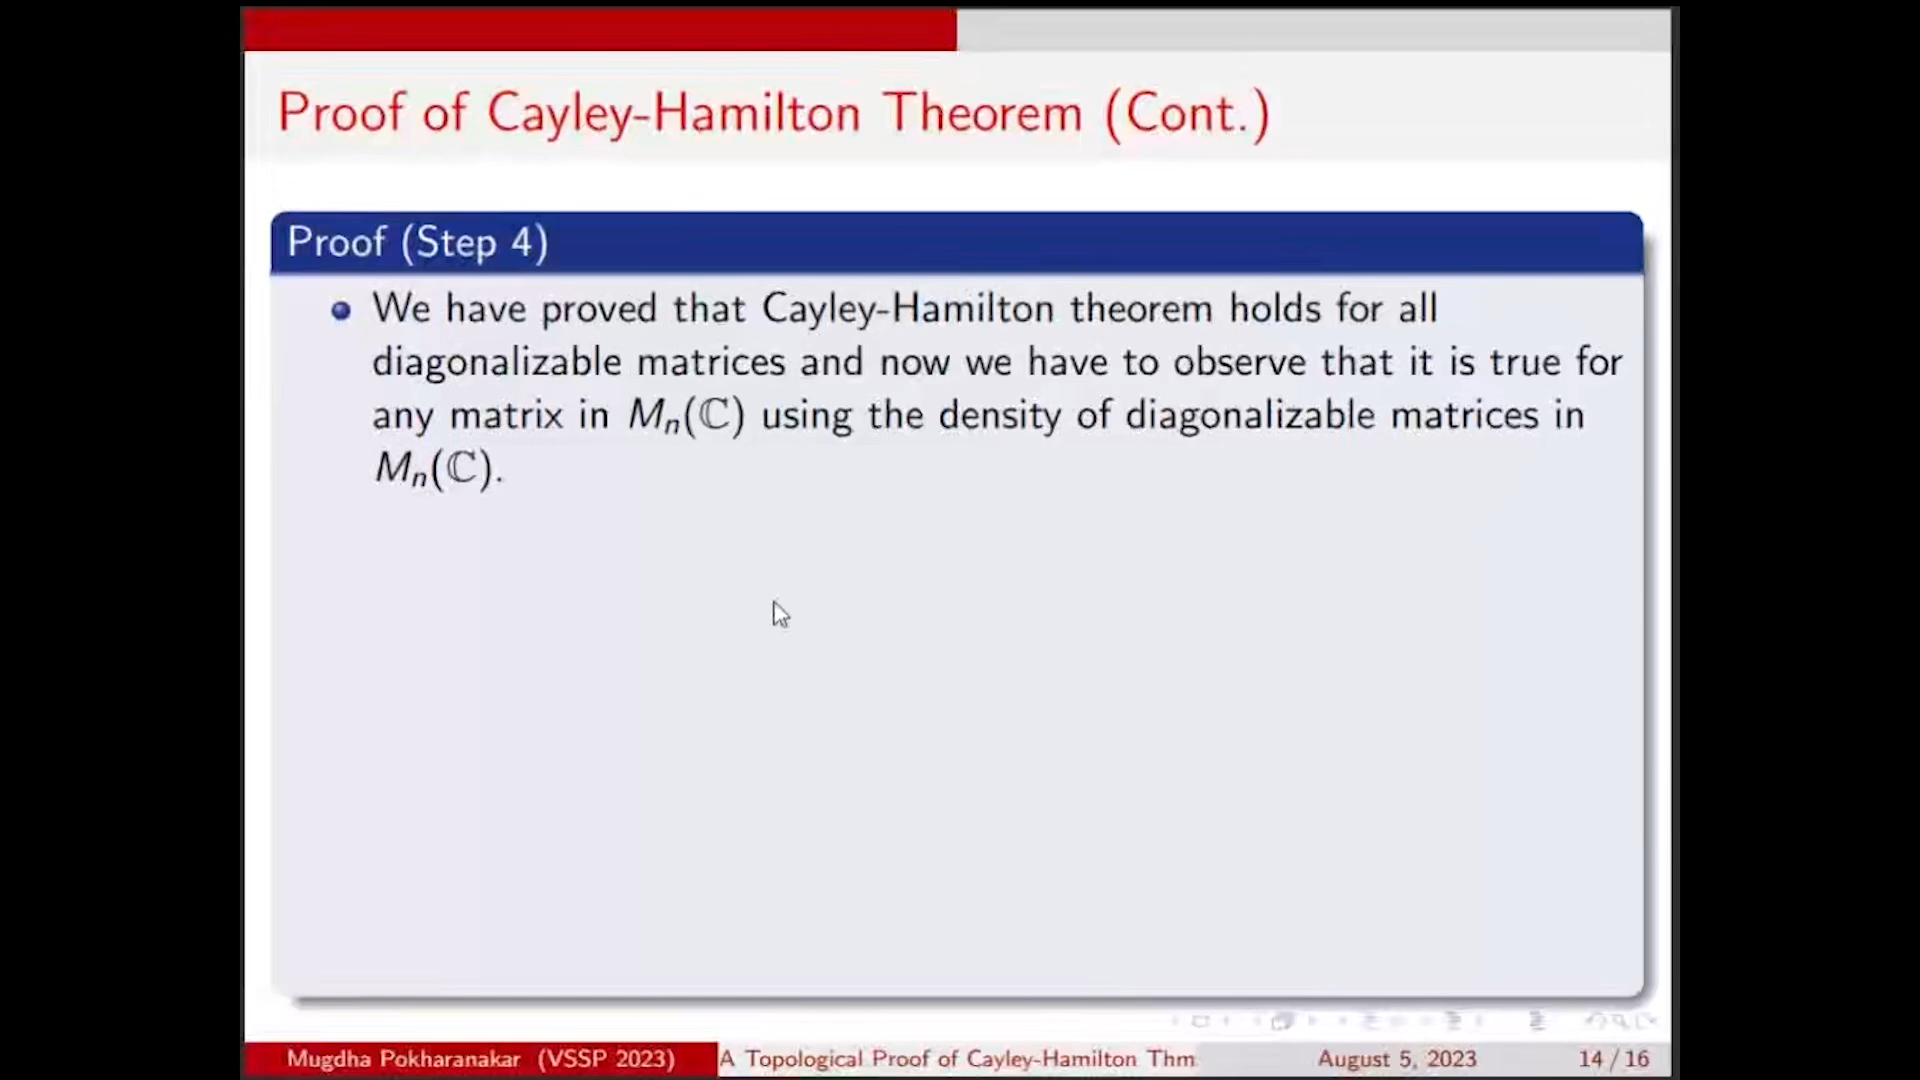 Proof of Cayley-Hamilton Theorem (Cont.)
Proof (Step 4)
We have proved that Cayley-Hamilton theorem holds for all
diagonalizable matrices and now we have to observe that it is true for
any matrix in Mₙ(ℂ) using the density of diagonalizable matrices in
Mₙ(ℂ).
Mugdha Pokharanakar (VSSP 2023) A Topological Proof of Cayley-Hamilton Thm August 5, 2023 14 / 16